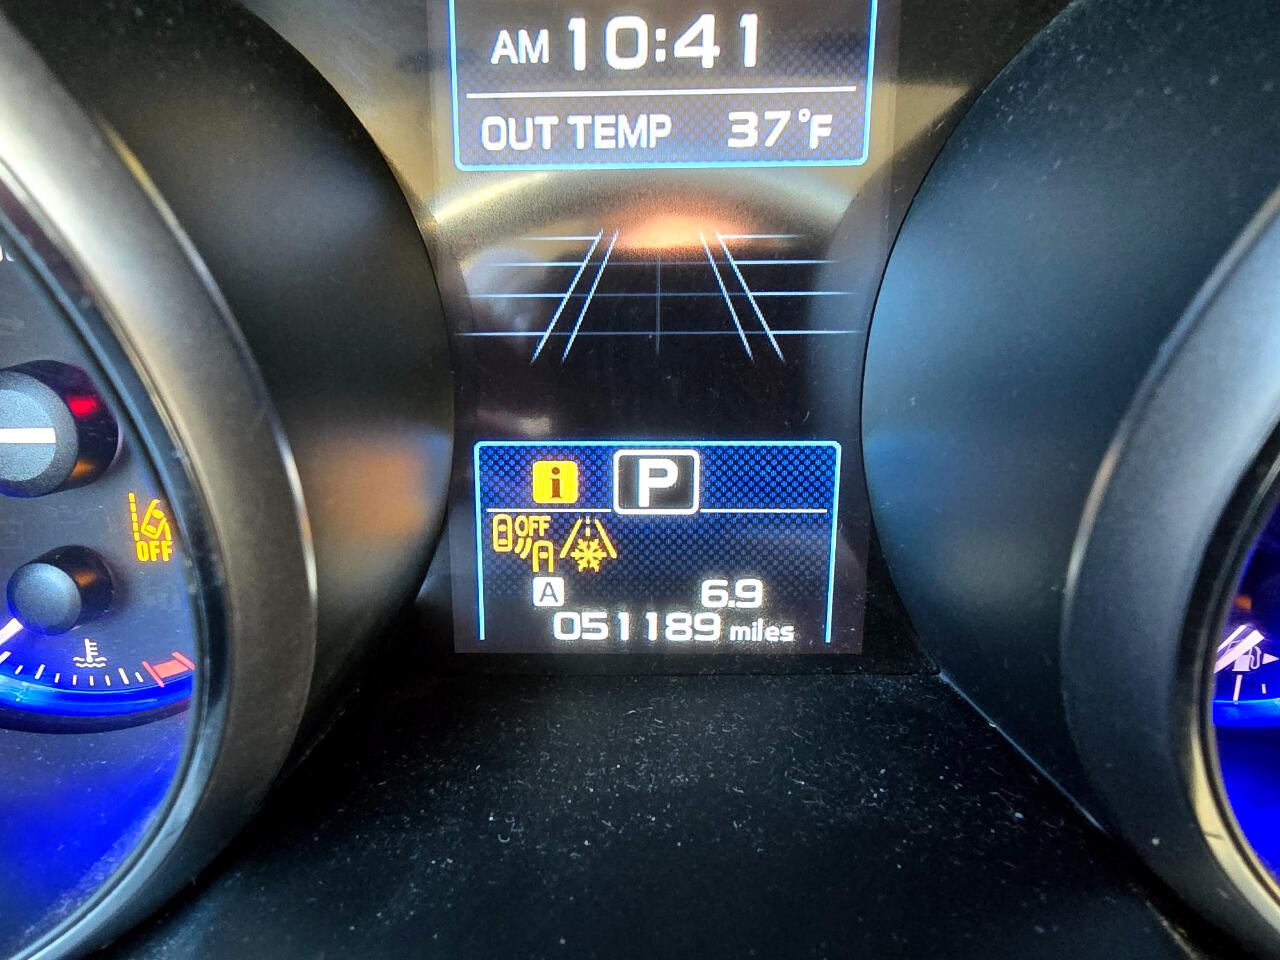 AM 10:41
OUT TEMP 37°F
i P
OFF
OFF
A 6.9
051189 miles